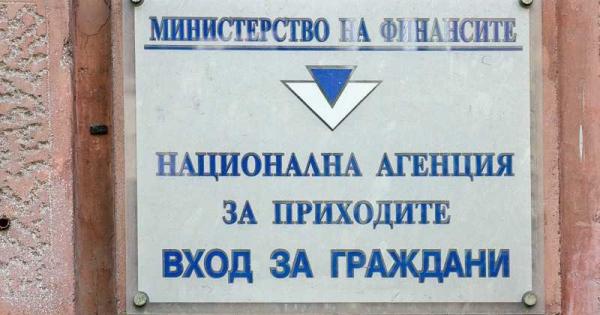 МИНИСТЕРСТВО НА ФИНАНСИТЕ
НАЦИОНАЛНА АГЕНЦИЯ
ЗА ПРИХОДИТЕ
ВХОД ЗА ГРАЖДАНИ